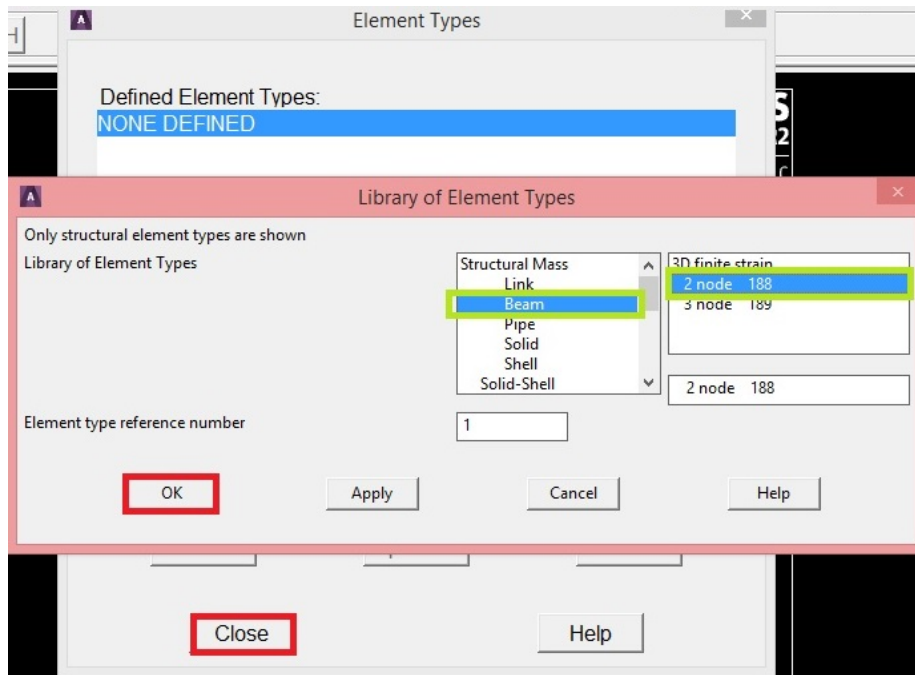 H
Element Types
Defined Element Types:
NONE DEFINED
S
22
C
Library of Element Types
Only structural element types are shown
Library of Element Types
Structural Mass
Link
Beam
Pipe
Solid
Shell
Solid-Shell
3D finite strain
2 node 188
3 node 189
2 node 188
Element type reference number
1
OK
Apply
Cancel
Help
Close
Help